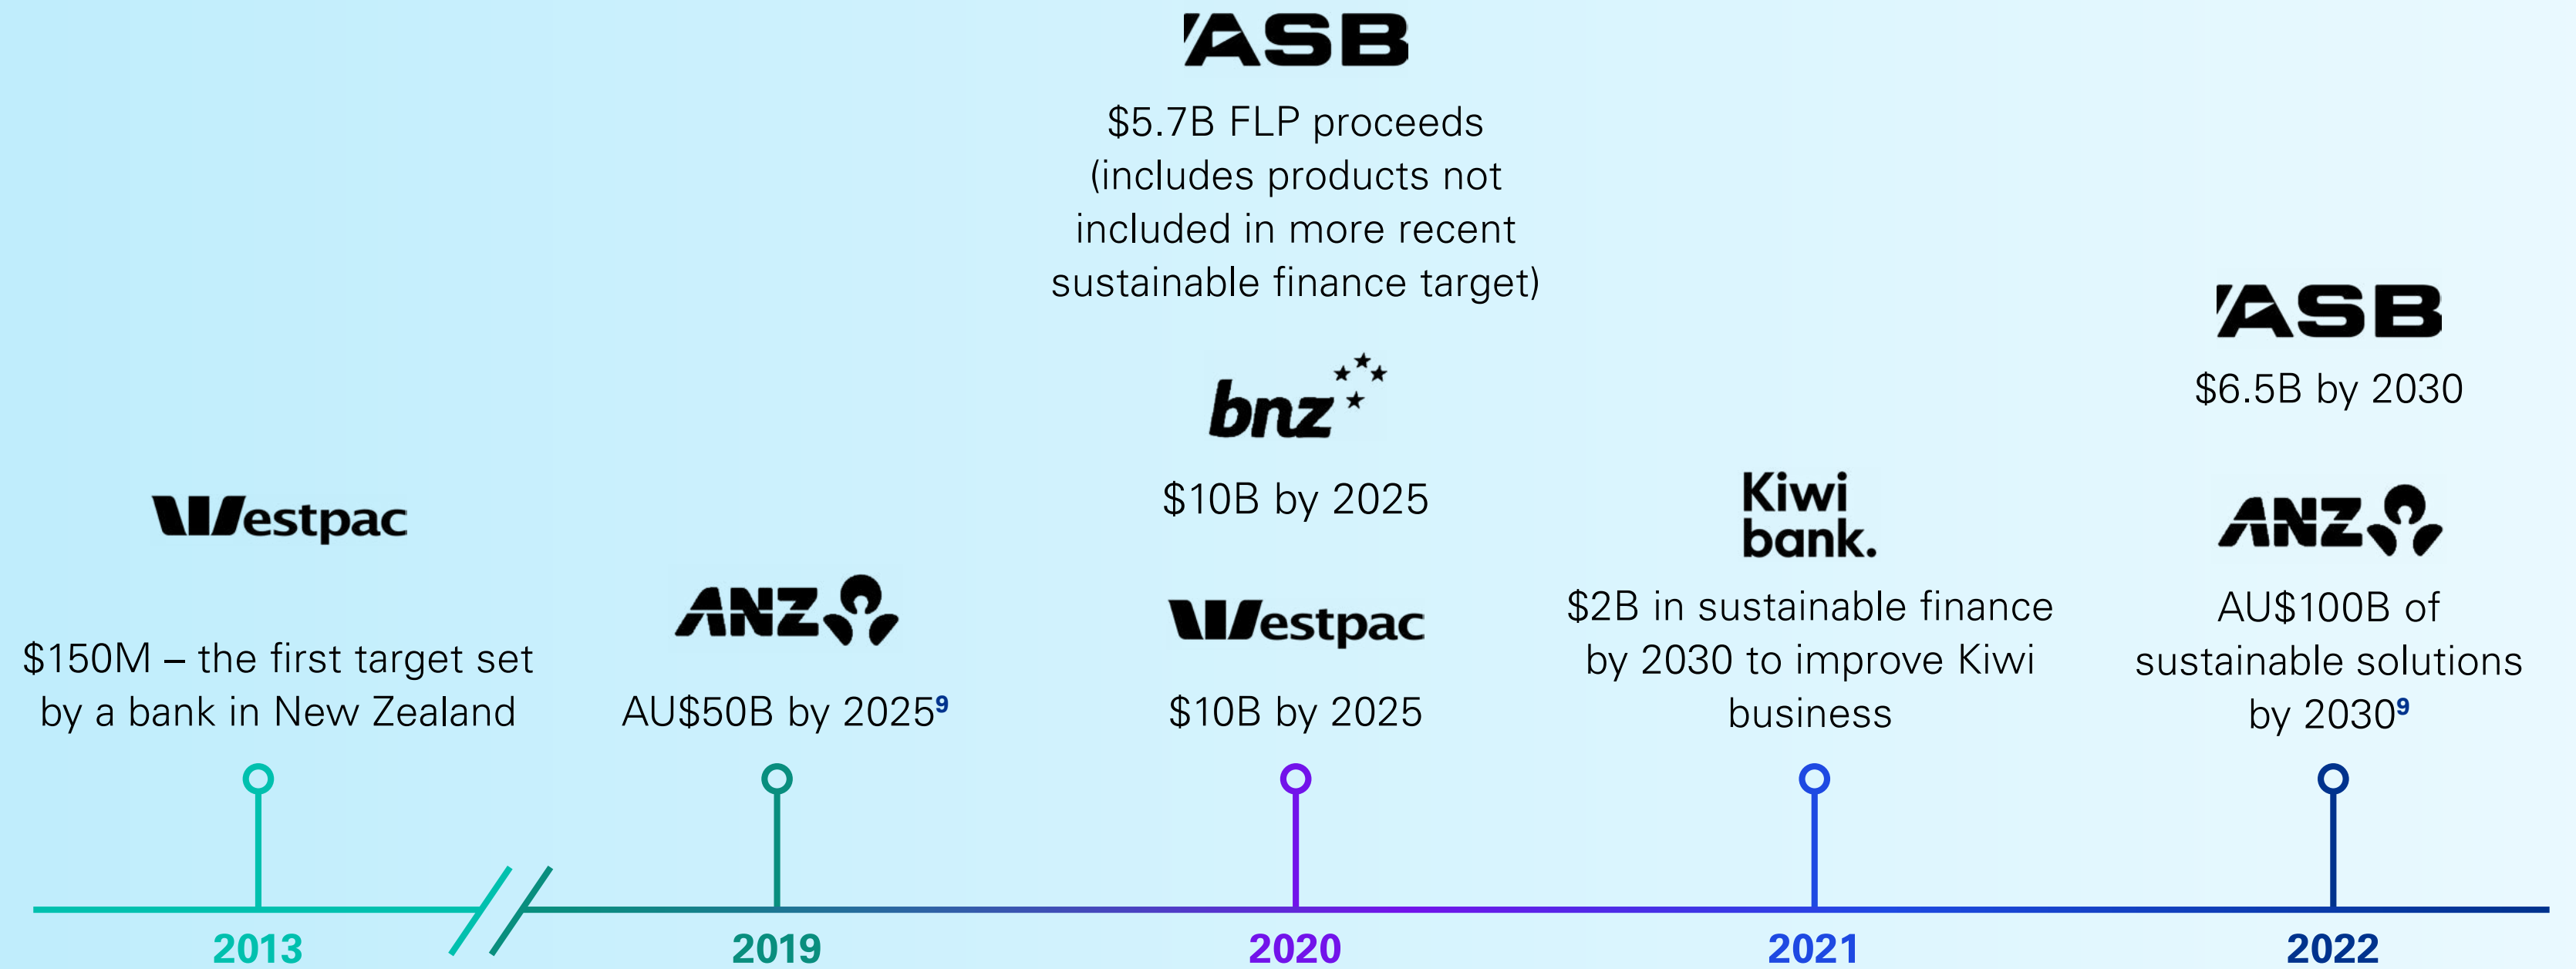 Westpac
$150M – the first target set
by a bank in New Zealand
2013
ANZ
AU$50B by 2025⁹
2019
ASB
$5.7B FLP proceeds
(includes products not
included in more recent
sustainable finance target)
bnz
$10B by 2025
Westpac
$10B by 2025
2020
Kiwi
bank.
$2B in sustainable finance
by 2030 to improve Kiwi
business
2021
ASB
$6.5B by 2030
ANZ
AU$100B of
sustainable solutions
by 2030⁹
2022